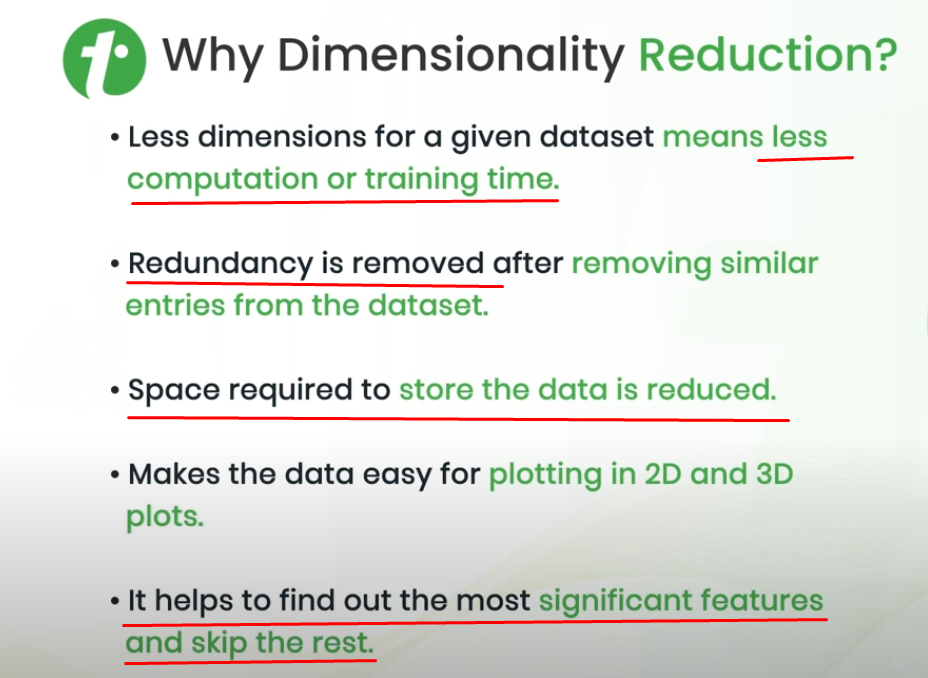 Why Dimensionality Reduction?
• Less dimensions for a given dataset means less
computation or training time.
• Redundancy is removed after removing similar
entries from the dataset.
• Space required to store the data is reduced.
• Makes the data easy for plotting in 2D and 3D
plots.
• It helps to find out the most significant features
and skip the rest.